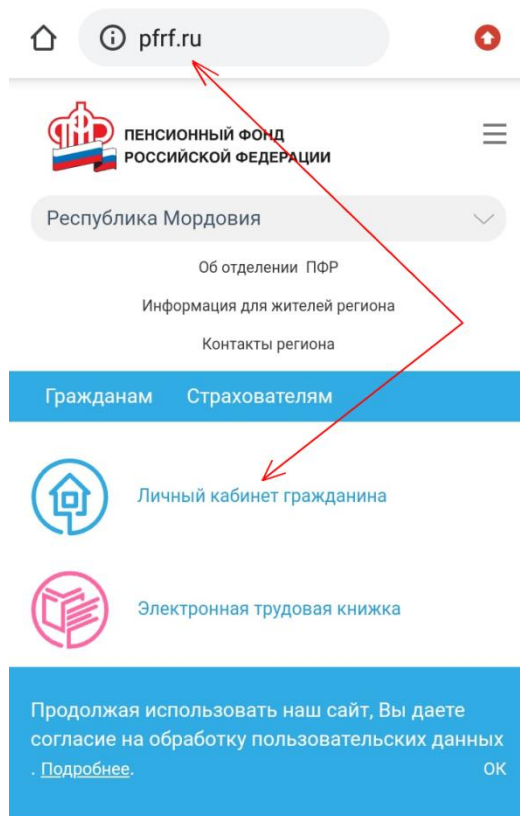 pfrf.ru
ПЕНСИОННЫЙ ФОНД
РОССИЙСКОЙ ФЕДЕРАЦИИ
Республика Мордовия
Об отделении ПФР
Информация для жителей региона
Контакты региона
Гражданам Страхователям
Личный кабинет гражданина
Электронная трудовая книжка
Продолжая использовать наш сайт, Вы даете
согласие на обработку пользовательских данных
. Подробнее. ОК